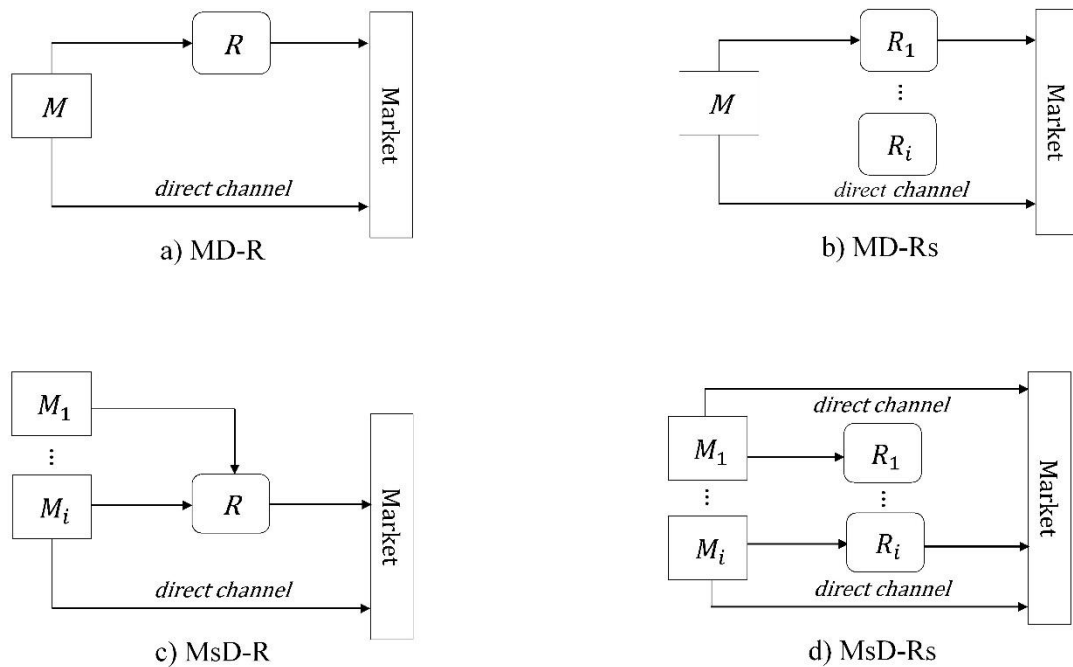 R
M
Market
direct channel
a) MD-R
R₁
⋮
M
Rᵢ
Market
direct channel
b) MD-Rs
M₁
⋮
Mᵢ
R
Market
direct channel
c) MsD-R
direct channel
M₁
R₁
⋮
⋮
Mᵢ
Rᵢ
Market
direct channel
d) MsD-Rs